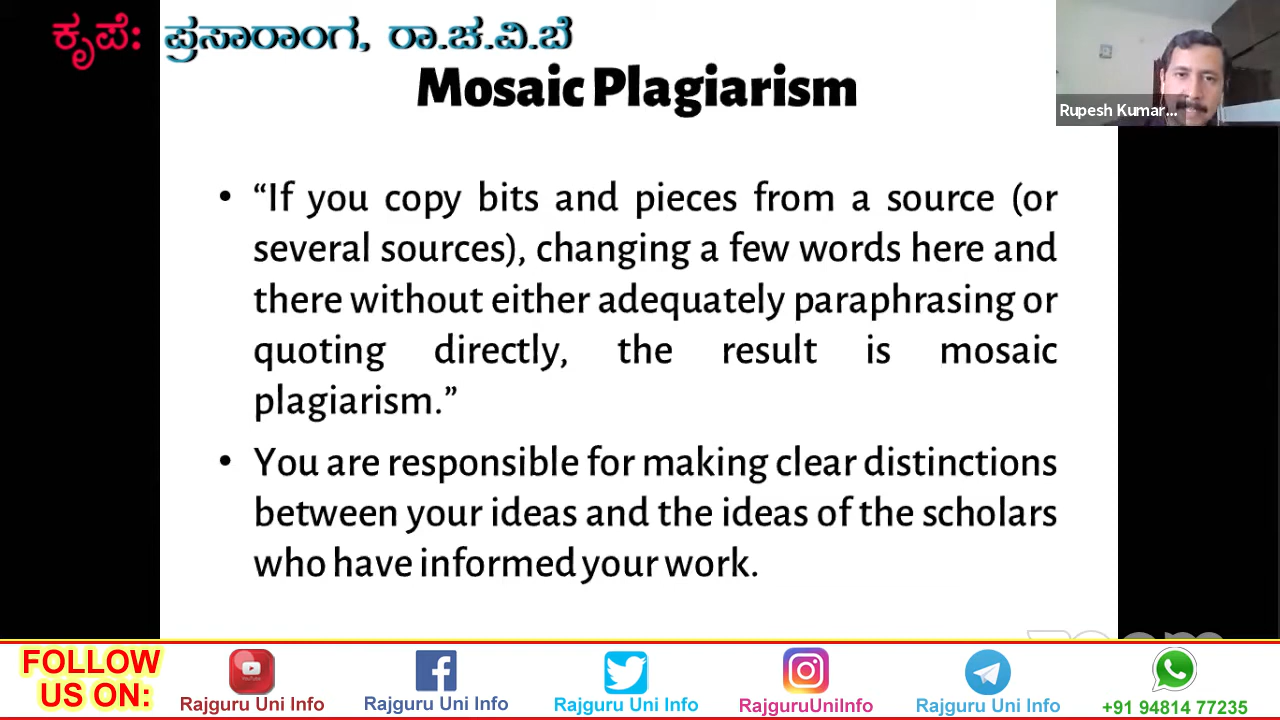 ಕೃಪೆ: ಪ್ರಸಾರಾಂಗ, ರಾ.ಚ.ವಿ.ಬೆ
Mosaic Plagiarism
Rupesh Kumar...
• “If you copy bits and pieces from a source (or
several sources), changing a few words here and
there without either adequately paraphrasing or
quoting directly, the result is mosaic
plagiarism.”
• You are responsible for making clear distinctions
between your ideas and the ideas of the scholars
who have informed your work.
zoom
FOLLOW
US ON:
YouTube
Rajguru Uni Info
Rajguru Uni Info
Rajguru Uni Info
RajguruUniInfo
Rajguru Uni Info
+91 94814 77235